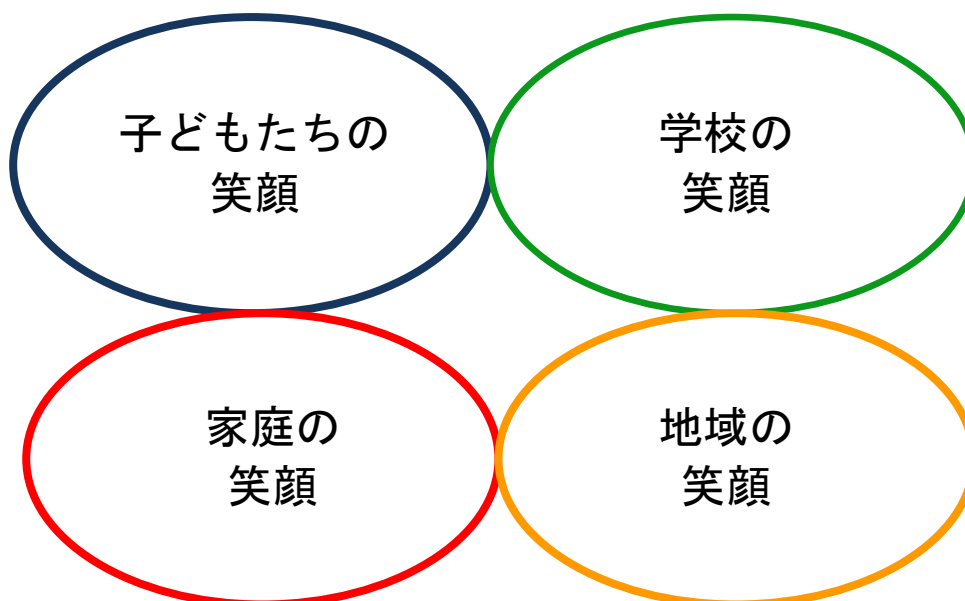 子どもたちの
笑顔
学校の
笑顔
家庭の
笑顔
地域の
笑顔